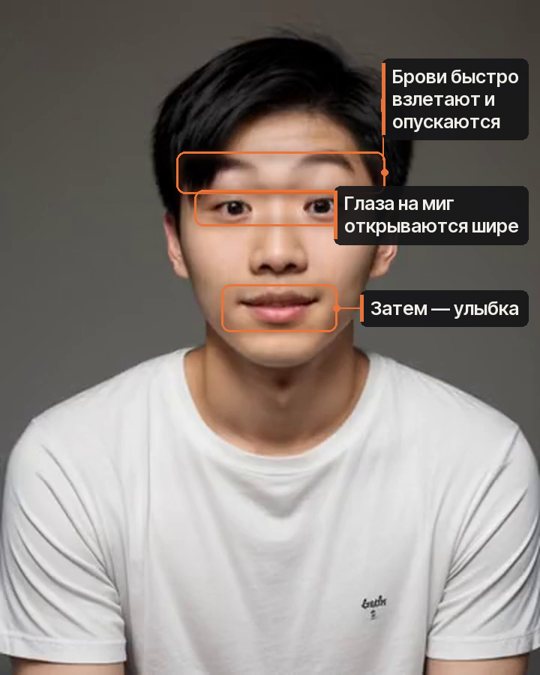 Брови быстро
взлетают и
опускаются
Глаза на миг
открываются шире
Затем — улыбка